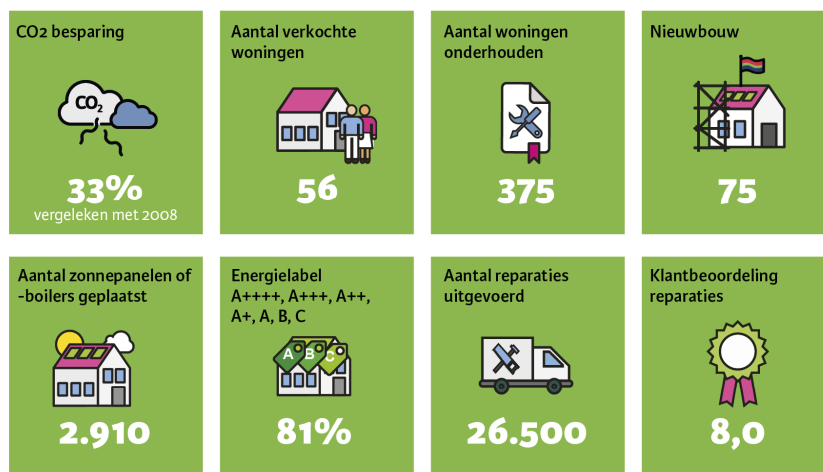 CO2 besparing
CO2
33%
vergeleken met 2008
Aantal verkochte
woningen
56
Aantal woningen
onderhouden
375
Nieuwbouw
75
Aantal zonnepanelen of
-boilers geplaatst
2.910
Energielabel
A++++, A+++, A++,
A+, A, B, C
A B C
81%
Aantal reparaties
uitgevoerd
26.500
Klantbeoordeling
reparaties
8,0